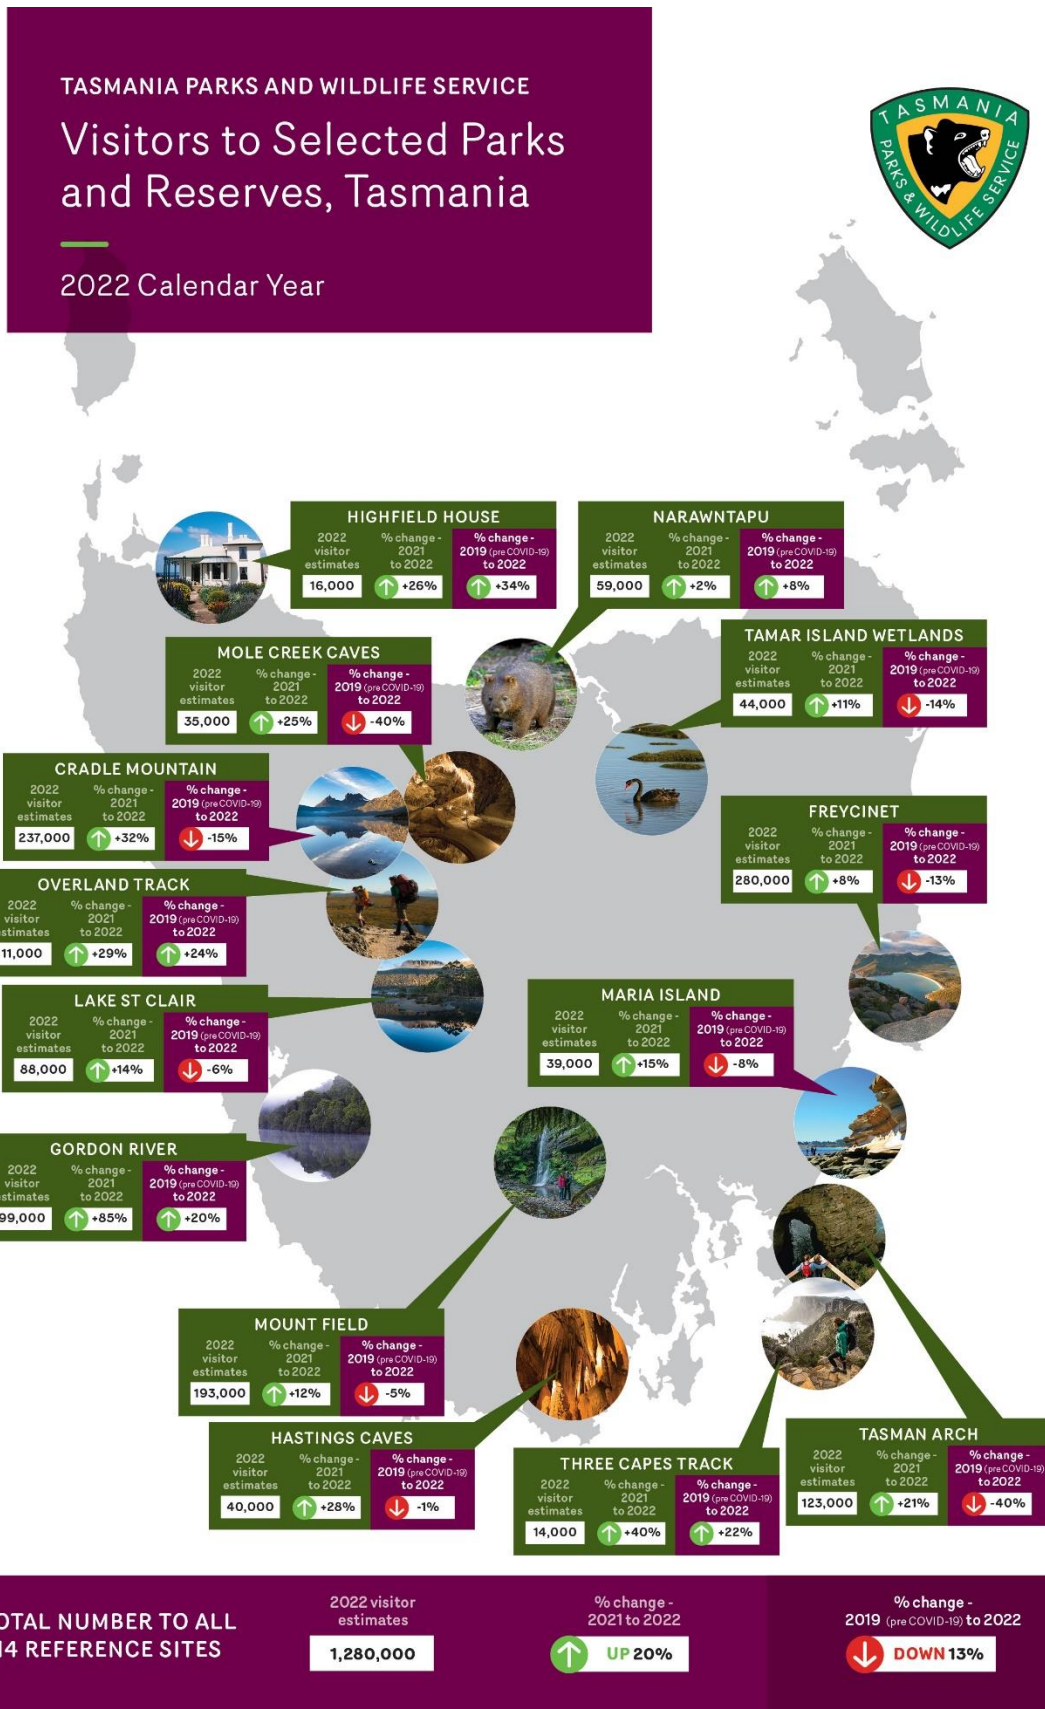 TASMANIA PARKS AND WILDLIFE SERVICE
Visitors to Selected Parks
and Reserves, Tasmania
2022 Calendar Year
TASMANIA
PARKS & WILDLIFE SERVICE
HIGHFIELD HOUSE
2022 visitor estimates
% change - 2021 to 2022
% change - 2019 (pre COVID-19) to 2022
16,000 +26% +34%
NARAWNTAPU
2022 visitor estimates
% change - 2021 to 2022
% change - 2019 (pre COVID-19) to 2022
59,000 +2% +8%
MOLE CREEK CAVES
2022 visitor estimates
% change - 2021 to 2022
% change - 2019 (pre COVID-19) to 2022
35,000 +25% -40%
TAMAR ISLAND WETLANDS
2022 visitor estimates
% change - 2021 to 2022
% change - 2019 (pre COVID-19) to 2022
44,000 +11% -14%
CRADLE MOUNTAIN
2022 visitor estimates
% change - 2021 to 2022
% change - 2019 (pre COVID-19) to 2022
237,000 +32% -15%
FREYCINET
2022 visitor estimates
% change - 2021 to 2022
% change - 2019 (pre COVID-19) to 2022
280,000 +8% -13%
OVERLAND TRACK
2022 visitor stimates
% change - 2021 to 2022
% change - 2019 (pre COVID-19) to 2022
11,000 +29% +24%
LAKE ST CLAIR
2022 visitor estimates
% change - 2021 to 2022
% change - 2019 (pre COVID-19) to 2022
88,000 +14% -6%
MARIA ISLAND
2022 visitor estimates
% change - 2021 to 2022
% change - 2019 (pre COVID-19) to 2022
39,000 +15% -8%
GORDON RIVER
2022 visitor stimates
% change - 2021 to 2022
% change - 2019 (pre COVID-19) to 2022
99,000 +85% +20%
MOUNT FIELD
2022 visitor estimates
% change - 2021 to 2022
% change - 2019 (pre COVID-19) to 2022
193,000 +12% -5%
HASTINGS CAVES
2022 visitor estimates
% change - 2021 to 2022
% change - 2019 (pre COVID-19) to 2022
40,000 +28% -1%
THREE CAPES TRACK
2022 visitor estimates
% change - 2021 to 2022
% change - 2019 (pre COVID-19) to 2022
14,000 +40% +22%
TASMAN ARCH
2022 visitor estimates
% change - 2021 to 2022
% change - 2019 (pre COVID-19) to 2022
123,000 +21% -40%
OTAL NUMBER TO ALL
14 REFERENCE SITES
2022 visitor
estimates
1,280,000
% change -
2021 to 2022
UP 20%
% change -
2019 (pre COVID-19) to 2022
DOWN 13%